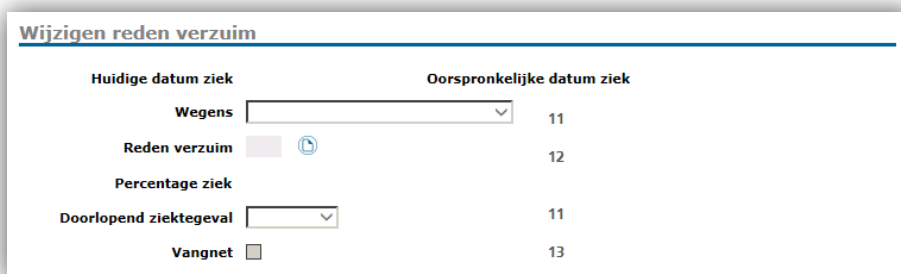 Wijzigen reden verzuim
Huidige datum ziek Oorspronkelijke datum ziek
Wegens 11
Reden verzuim 12
Percentage ziek
Doorlopend ziektegeval 11
Vangnet 13